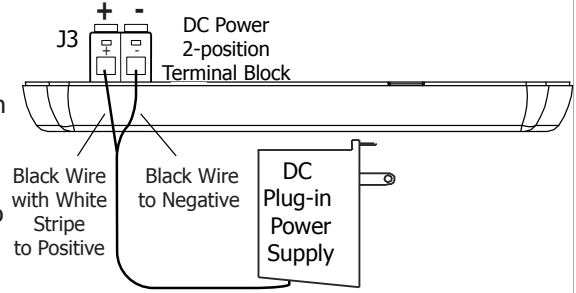 + -
J3
+ -
DC Power
2-position
Terminal Block
Black Wire
with White
Stripe
to Positive
Black Wire
to Negative
DC
Plug-in
Power
Supply